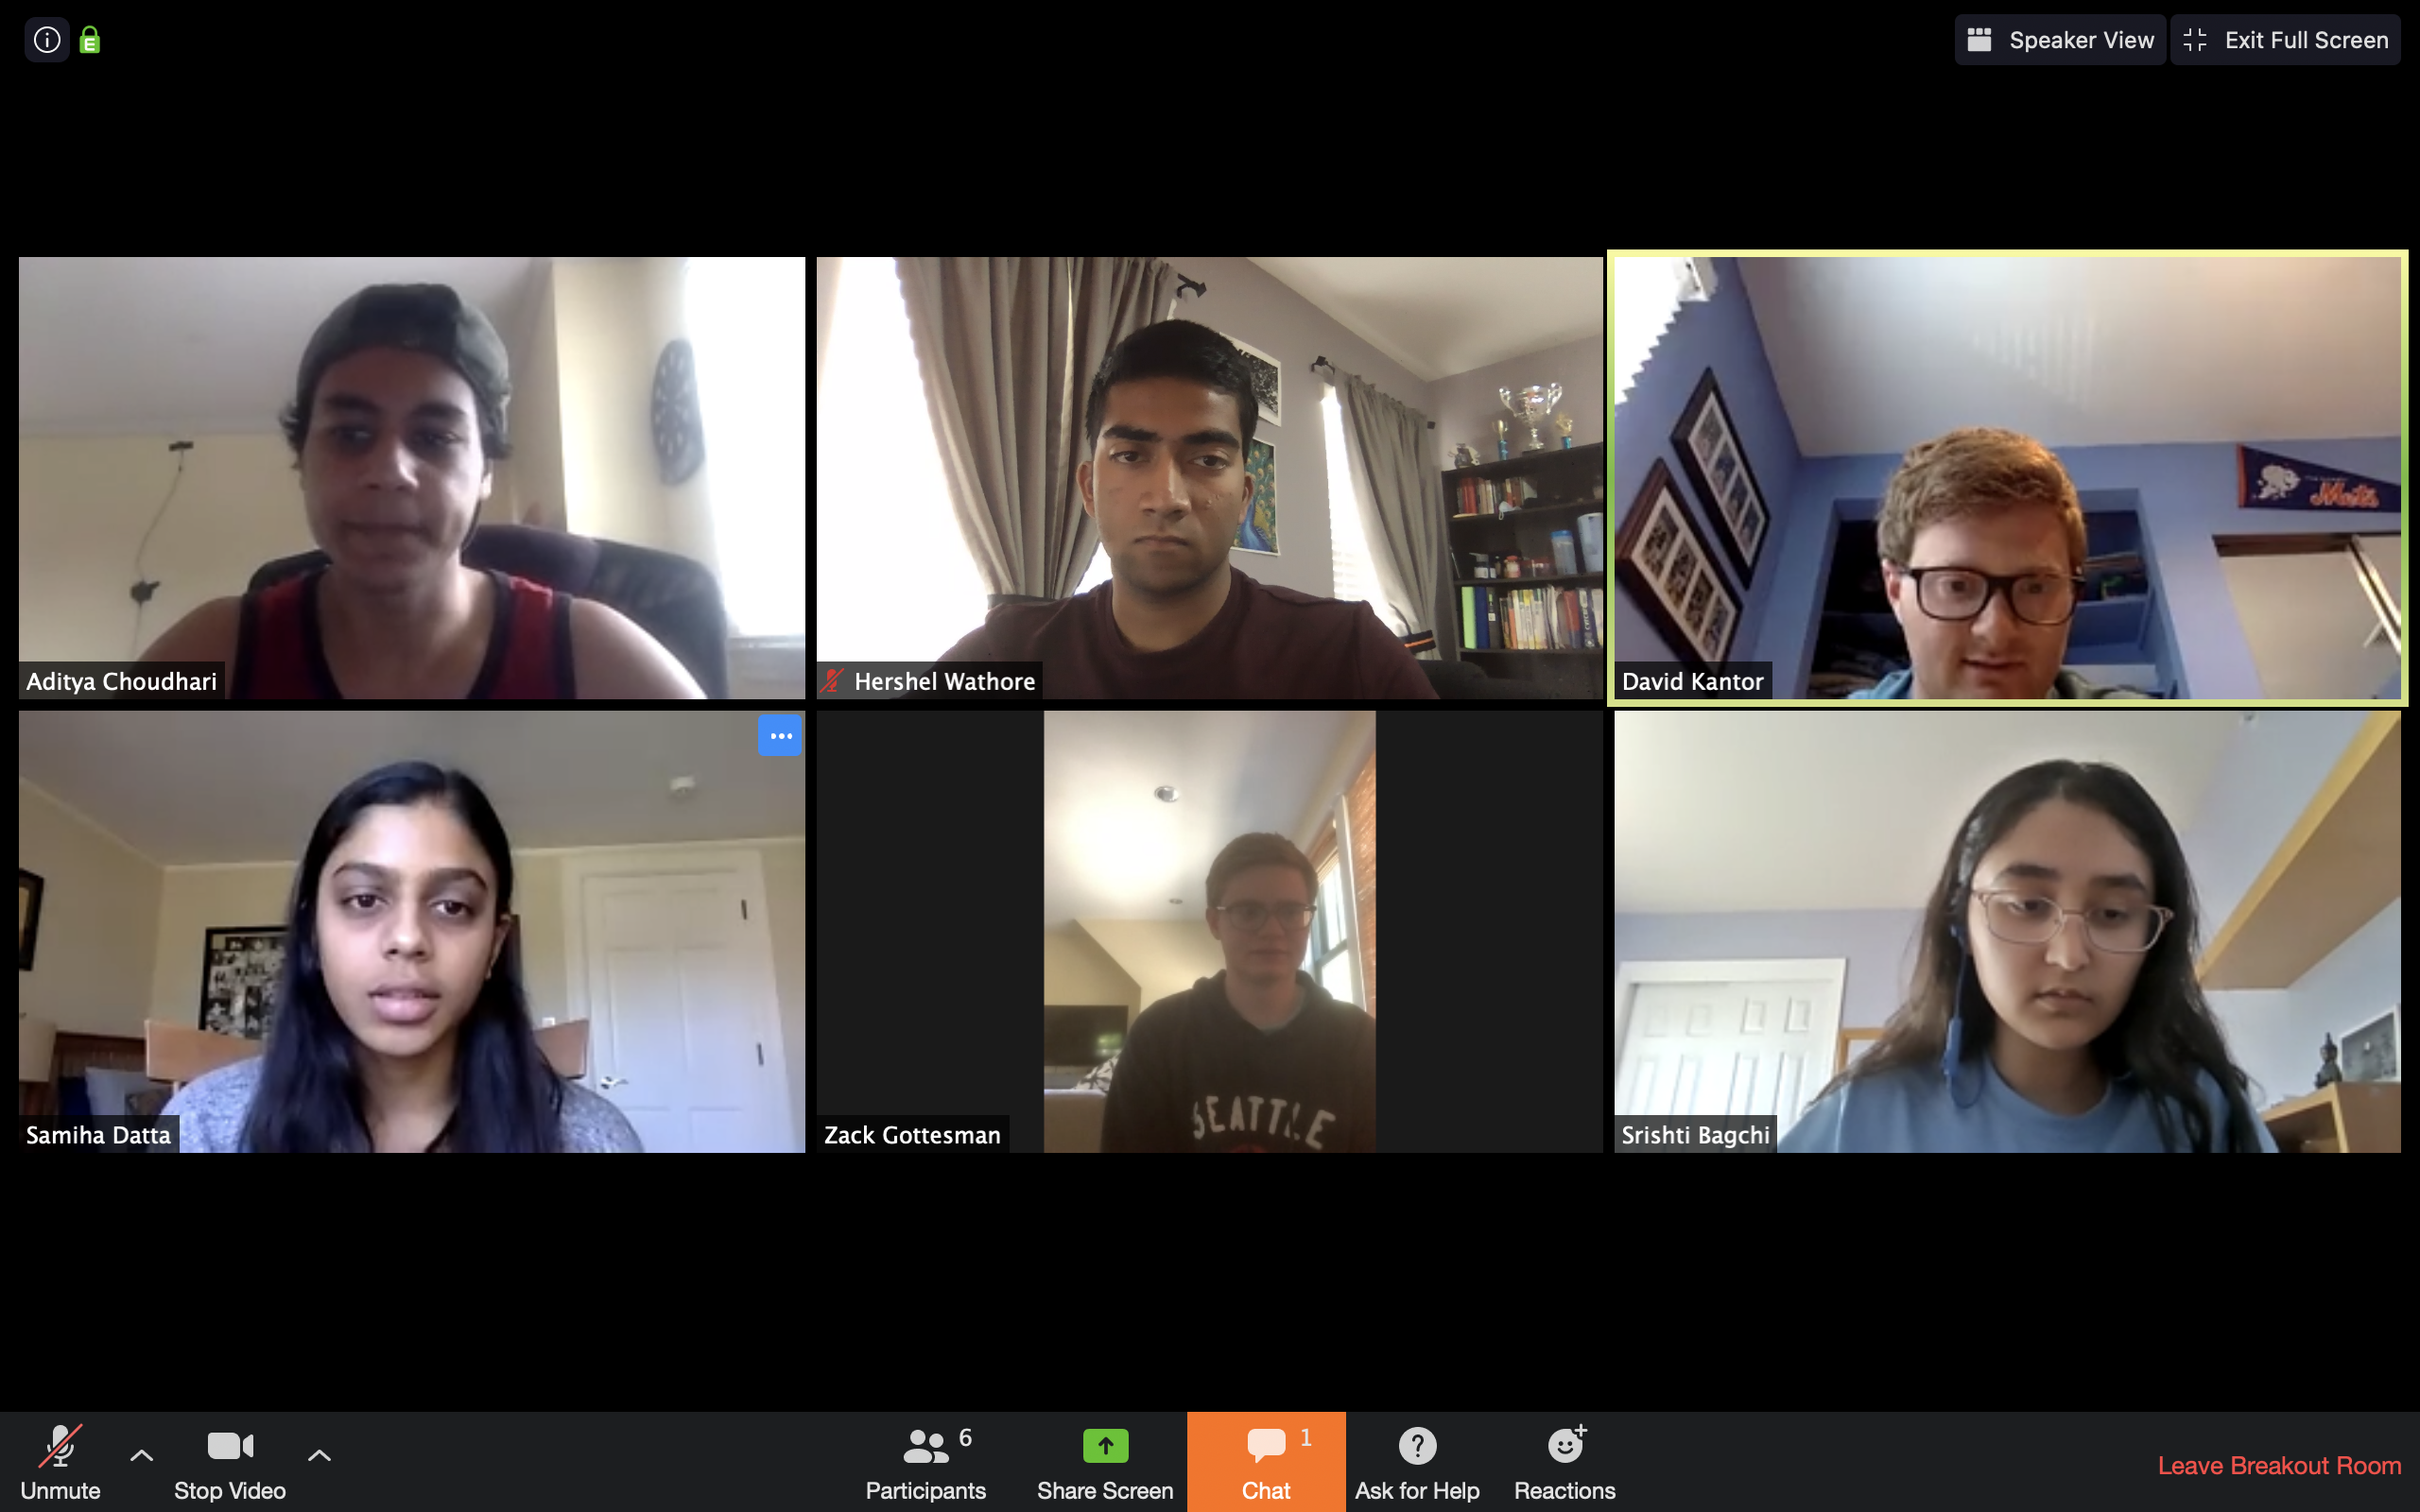 E
Speaker View
Exit Full Screen
Mets
Aditya Choudhari
Hershel Wathore
David Kantor
SEATTLE
Samiha Datta
Zack Gottesman
Srishti Bagchi
6
1
Unmute
Stop Video
Participants
Share Screen
Chat
Ask for Help
Reactions
Leave Breakout Room